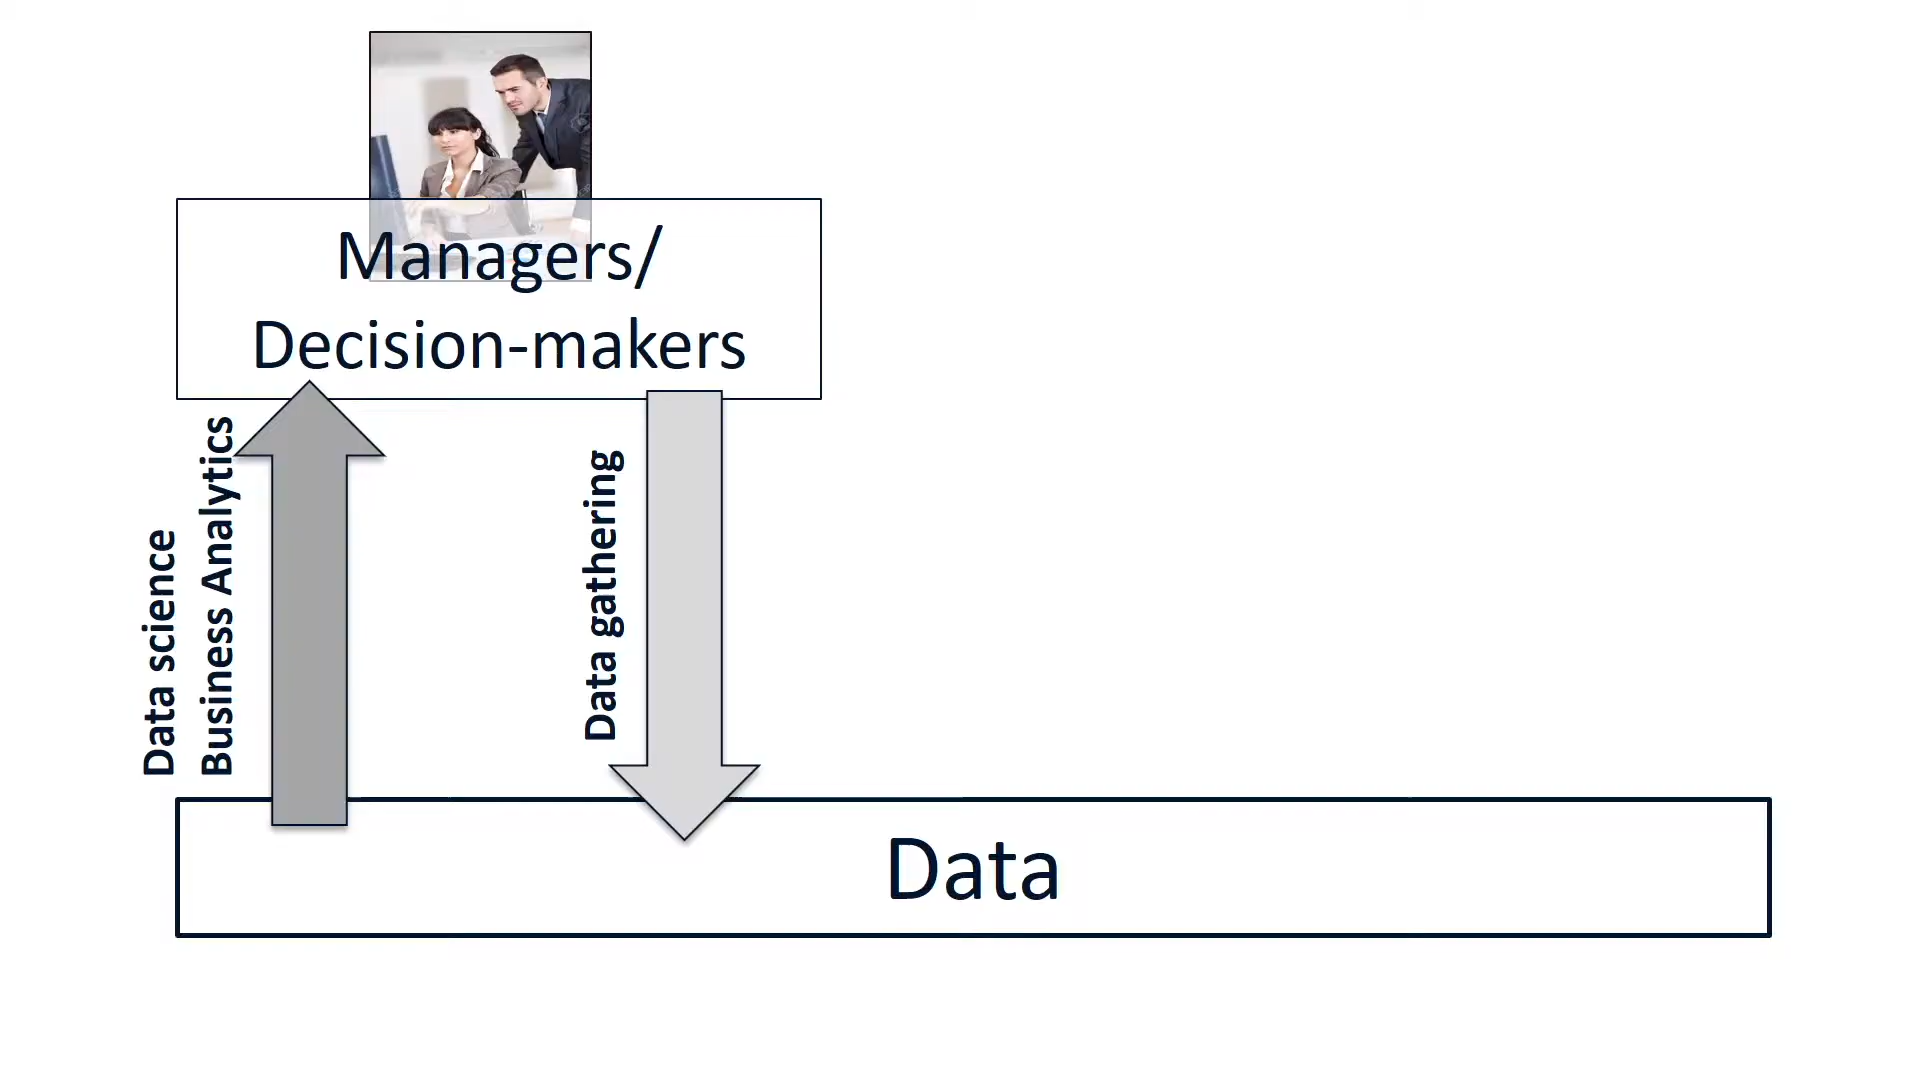 Managers/
Decision-makers
Data science
Business Analytics
Data gathering
Data